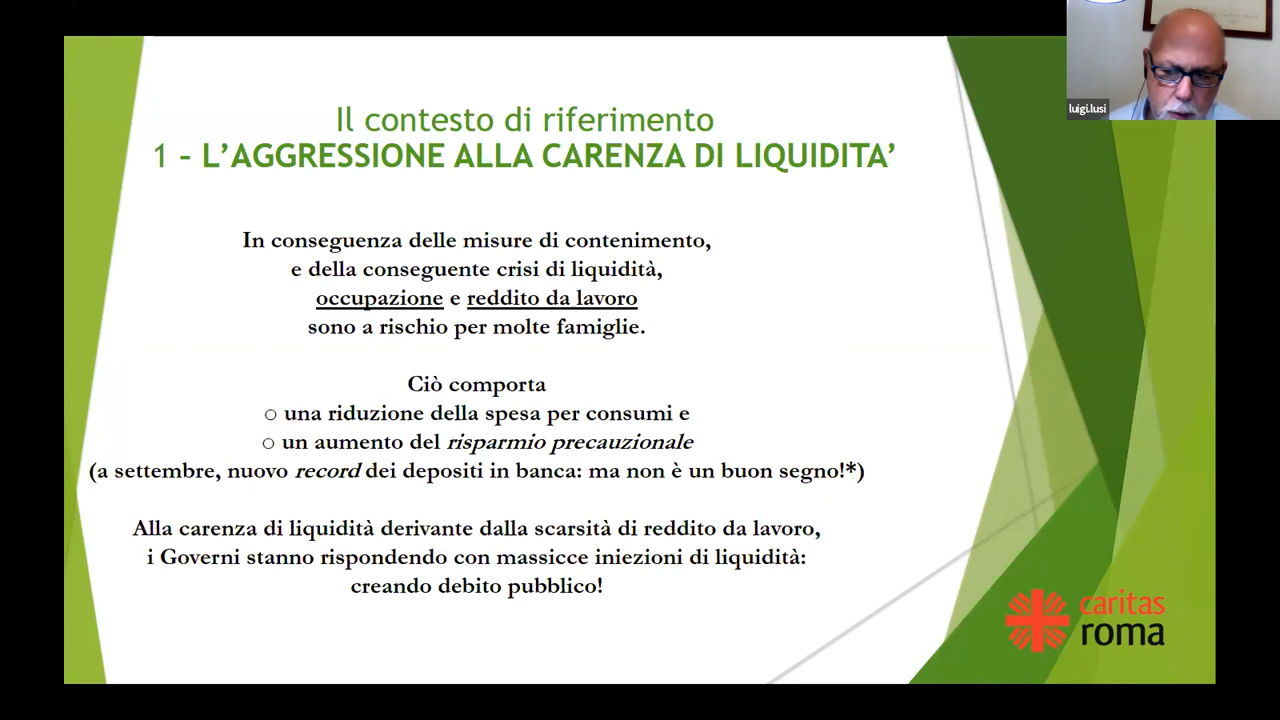 luigi.lusi
Il contesto di riferimento
1 – L’AGGRESSIONE ALLA CARENZA DI LIQUIDITA’
In conseguenza delle misure di contenimento,
e della conseguente crisi di liquidità,
occupazione e reddito da lavoro
sono a rischio per molte famiglie.
Ciò comporta
o una riduzione della spesa per consumi e
o un aumento del risparmio precauzionale
(a settembre, nuovo record dei depositi in banca: ma non è un buon segno!*)
Alla carenza di liquidità derivante dalla scarsità di reddito da lavoro,
i Governi stanno rispondendo con massicce iniezioni di liquidità:
creando debito pubblico!
caritas
roma